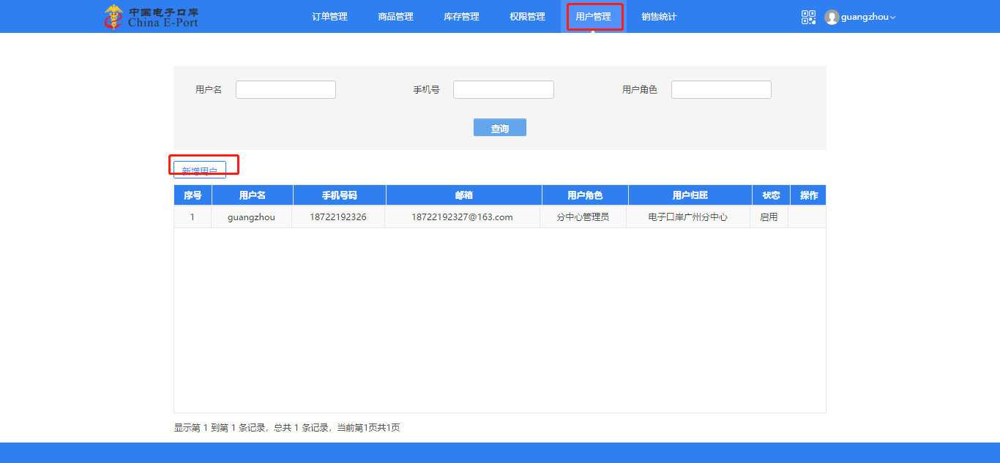 中国电子口岸
China E-Port
订单管理 商品管理 库存管理 权限管理 用户管理 销售统计 guangzhou
用户名 手机号 用户角色
查询
新增用户
序号 用户名 手机号码 邮箱 用户角色 用户归属 状态 操作
1 guangzhou 18722192326 18722192327@163.com 分中心管理员 电子口岸广州分中心 启用
显示第 1 到第 1 条记录，总共 1 条记录，当前第1页共1页